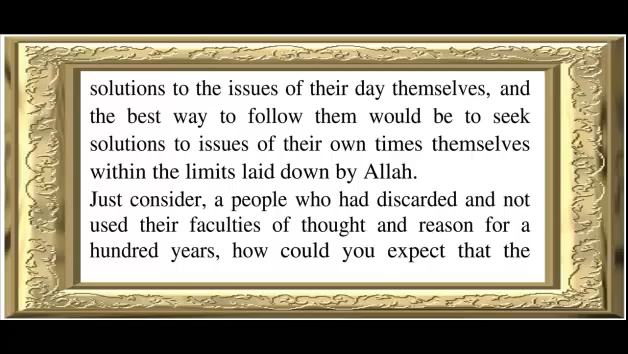 solutions to the issues of their day themselves, and
the best way to follow them would be to seek
solutions to issues of their own times themselves
within the limits laid down by Allah.
Just consider, a people who had discarded and not
used their faculties of thought and reason for a
hundred years, how could you expect that the